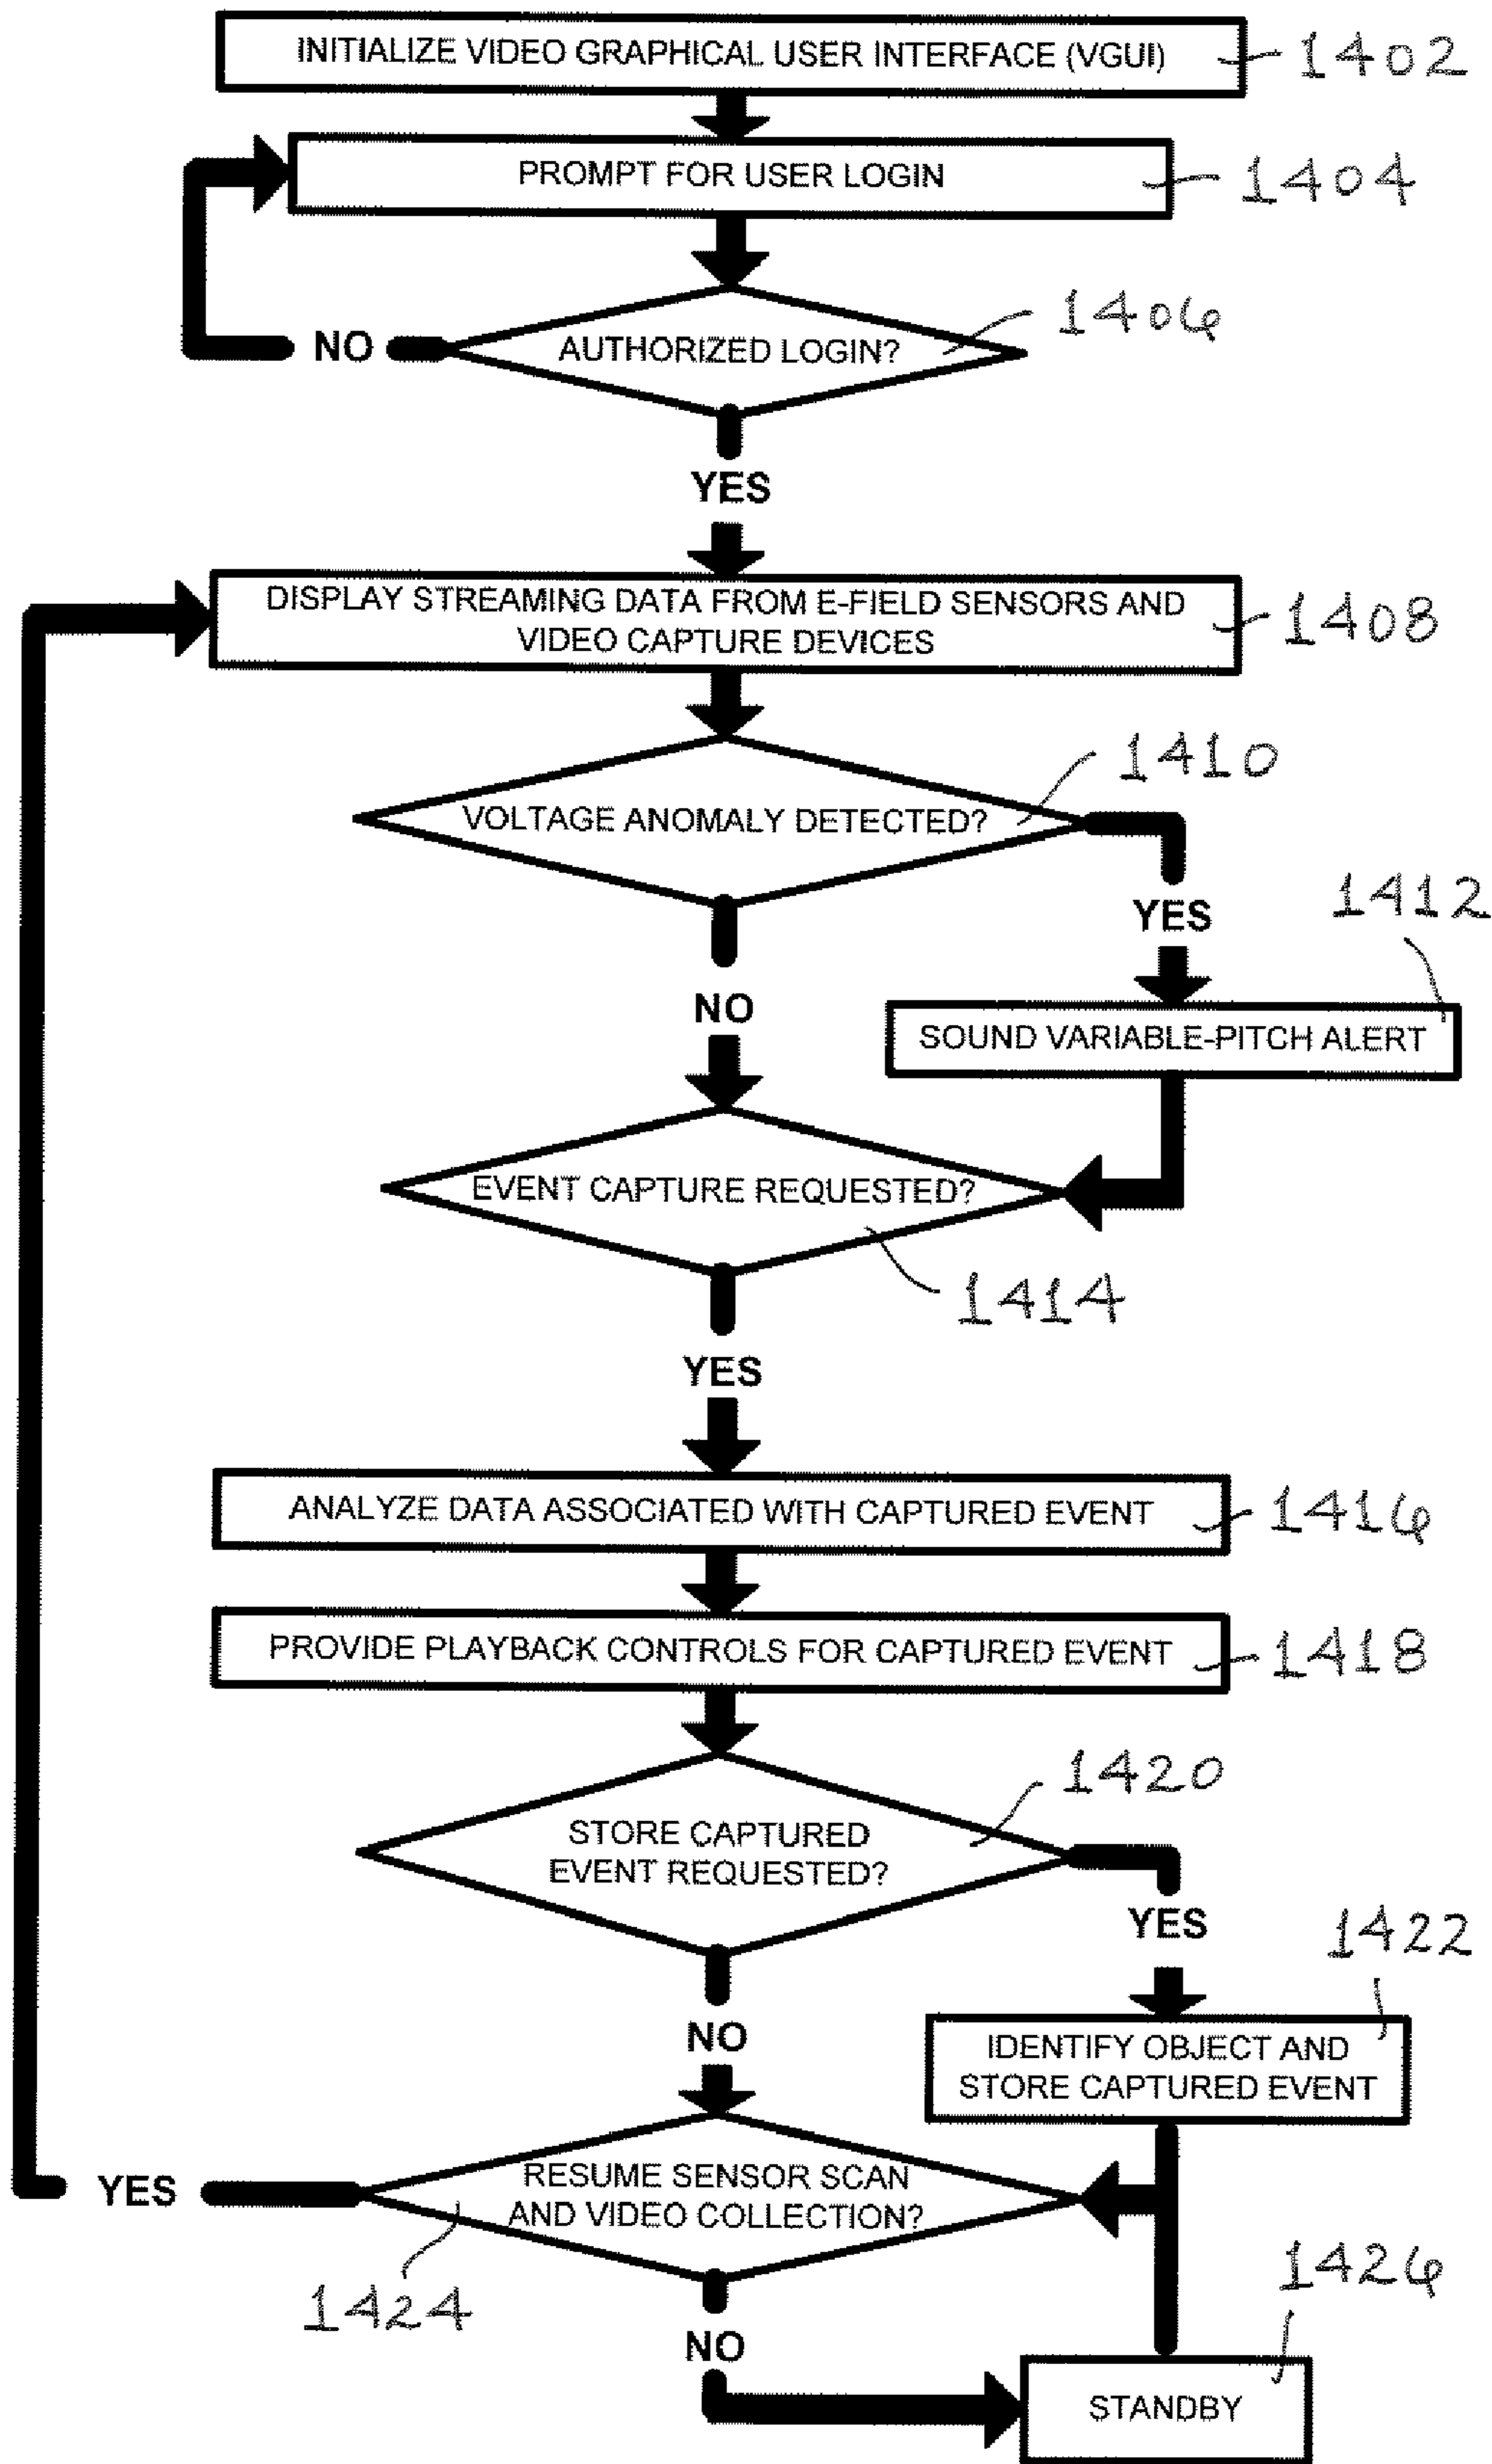 INITIALIZE VIDEO GRAPHICAL USER INTERFACE (VGUI)
1402
PROMPT FOR USER LOGIN
1404
1406
NO
AUTHORIZED LOGIN?
YES
DISPLAY STREAMING DATA FROM E-FIELD SENSORS AND
VIDEO CAPTURE DEVICES
1408
1410
VOLTAGE ANOMALY DETECTED?
YES
1412
NO
SOUND VARIABLE-PITCH ALERT
EVENT CAPTURE REQUESTED?
1414
YES
ANALYZE DATA ASSOCIATED WITH CAPTURED EVENT
1416
PROVIDE PLAYBACK CONTROLS FOR CAPTURED EVENT
1418
1420
STORE CAPTURED
EVENT REQUESTED?
YES
1422
NO
IDENTIFY OBJECT AND
STORE CAPTURED EVENT
YES
RESUME SENSOR SCAN
AND VIDEO COLLECTION?
1424
1426
NO
STANDBY